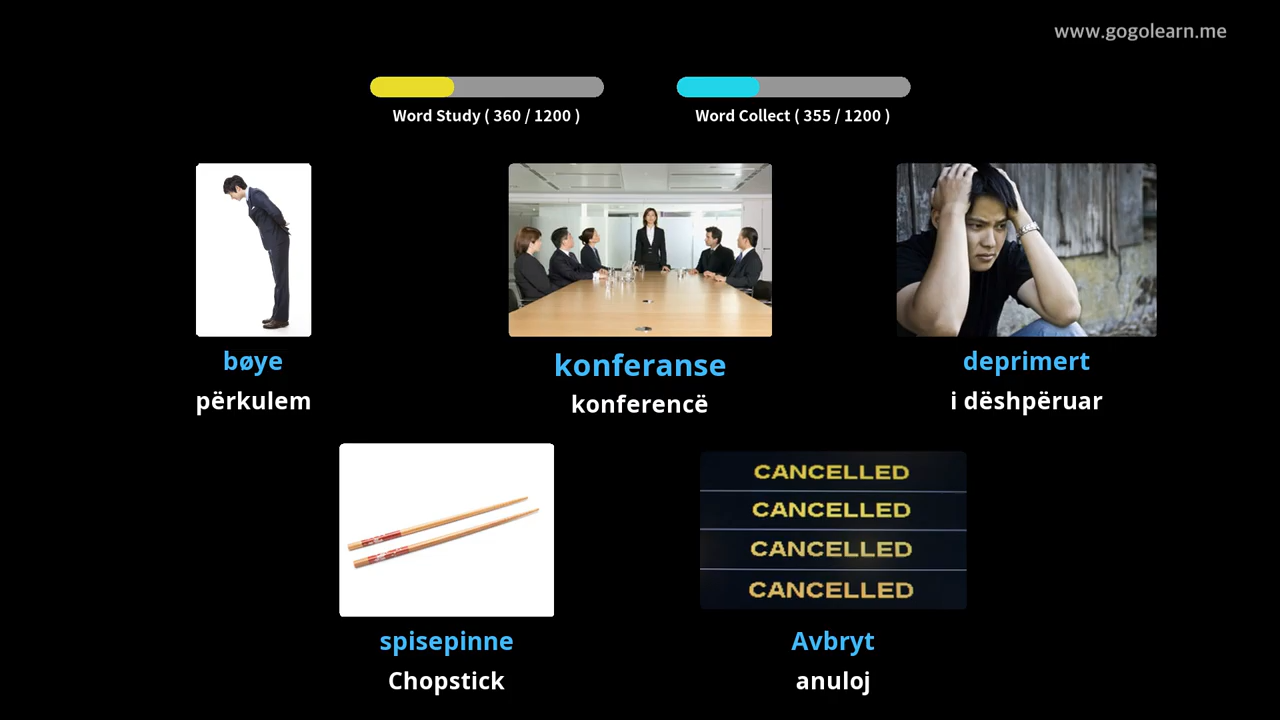 www.gogolearn.me
Word Study ( 360 / 1200 )
Word Collect ( 355 / 1200 )
bøye
konferanse
deprimert
përkulem
konferencë
i dëshpëruar
CANCELLED
CANCELLED
CANCELLED
CANCELLED
spisepinne
Avbryt
Chopstick
anuloj